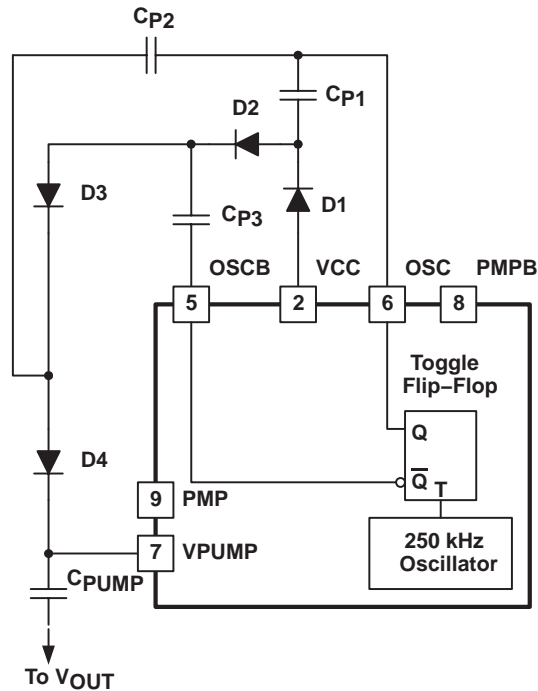 CP2
CP1
D2
D3
CP3
D1
OSCB
VCC
OSC
PMPB
5
2
6
8
Toggle
Flip–Flop
Q
Q̅
T
D4
9
PMP
7
VPUMP
250 kHz
Oscillator
CPUMP
To VOUT